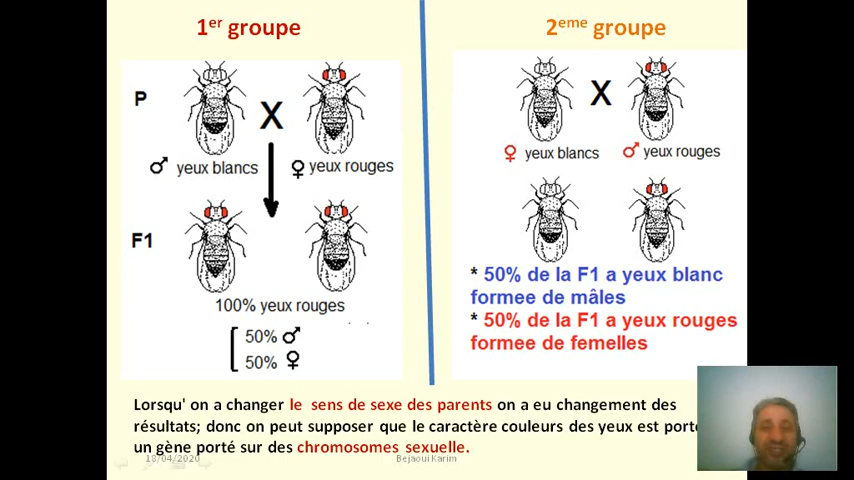 1er groupe
2eme groupe
P
X
X
♂ yeux blancs
♀ yeux rouges
♀ yeux blancs
♂ yeux rouges
F1
100% yeux rouges
50% ♂
50% ♀
* 50% de la F1 a yeux blanc
formee de mâles
* 50% de la F1 a yeux rouges
formee de femelles
Lorsqu' on a changer le sens de sexe des parents on a eu changement des
résultats; donc on peut supposer que le caractère couleurs des yeux est
un gène porté sur des chromosomes sexuelle.
18/04/2020
Bejaoui Karim